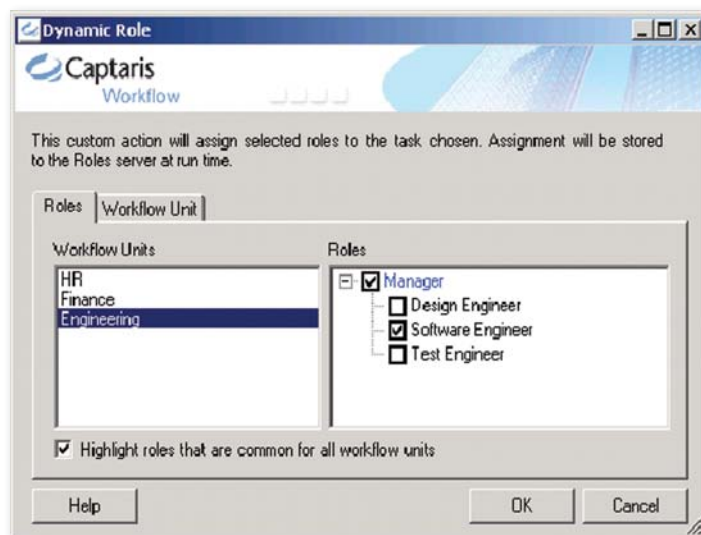 Dynamic Role
Captaris
Workflow
This custom action will assign selected roles to the task chosen. Assignment will be stored
to the Roles server at run time.
Roles
Workflow Unit
Workflow Units
Roles
HR
Finance
Engineering
Manager
Design Engineer
Software Engineer
Test Engineer
Highlight roles that are common for all workflow units
Help
OK
Cancel